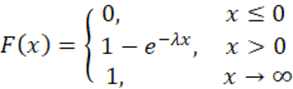 0, x ≤ 0
F(x) = { 1 − e^{−λx}, x > 0
1, x → ∞